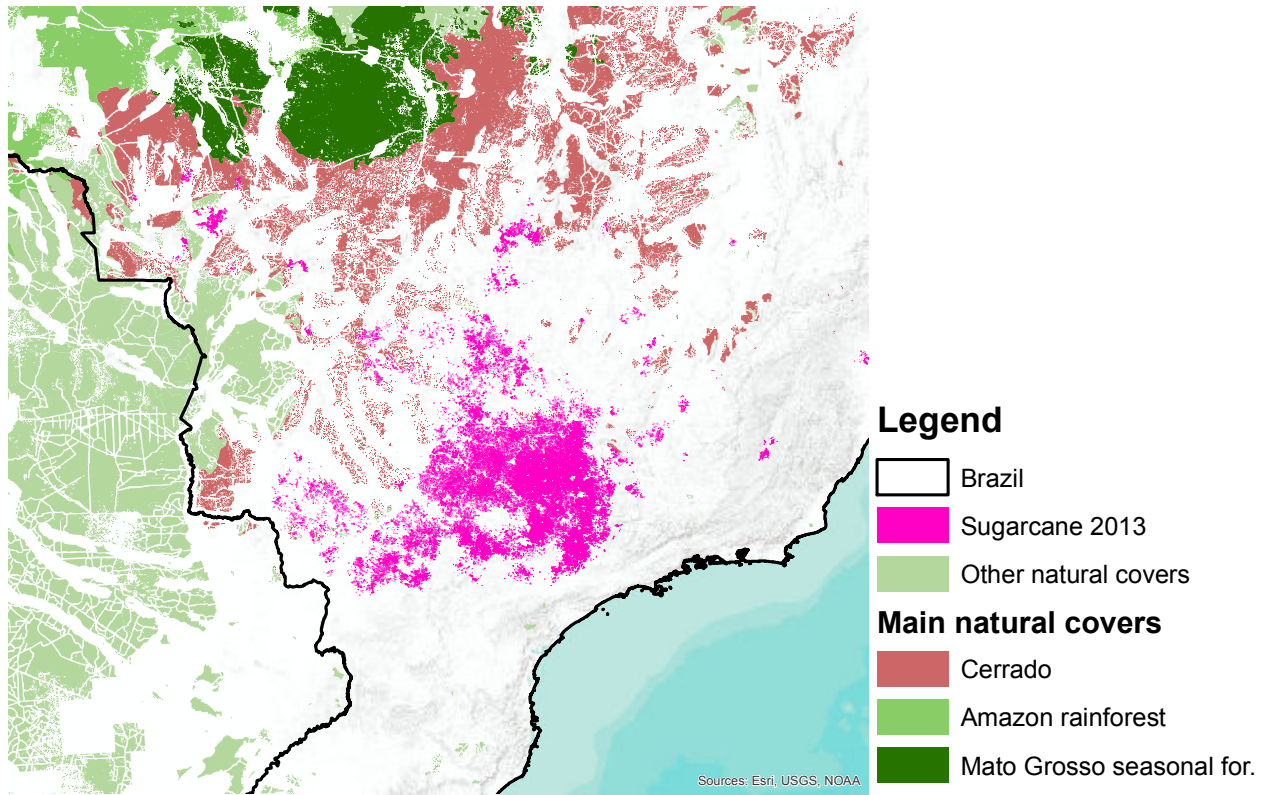 Legend
Brazil
Sugarcane 2013
Other natural covers
Main natural covers
Cerrado
Amazon rainforest
Mato Grosso seasonal for.
Sources: Esri, USGS, NOAA